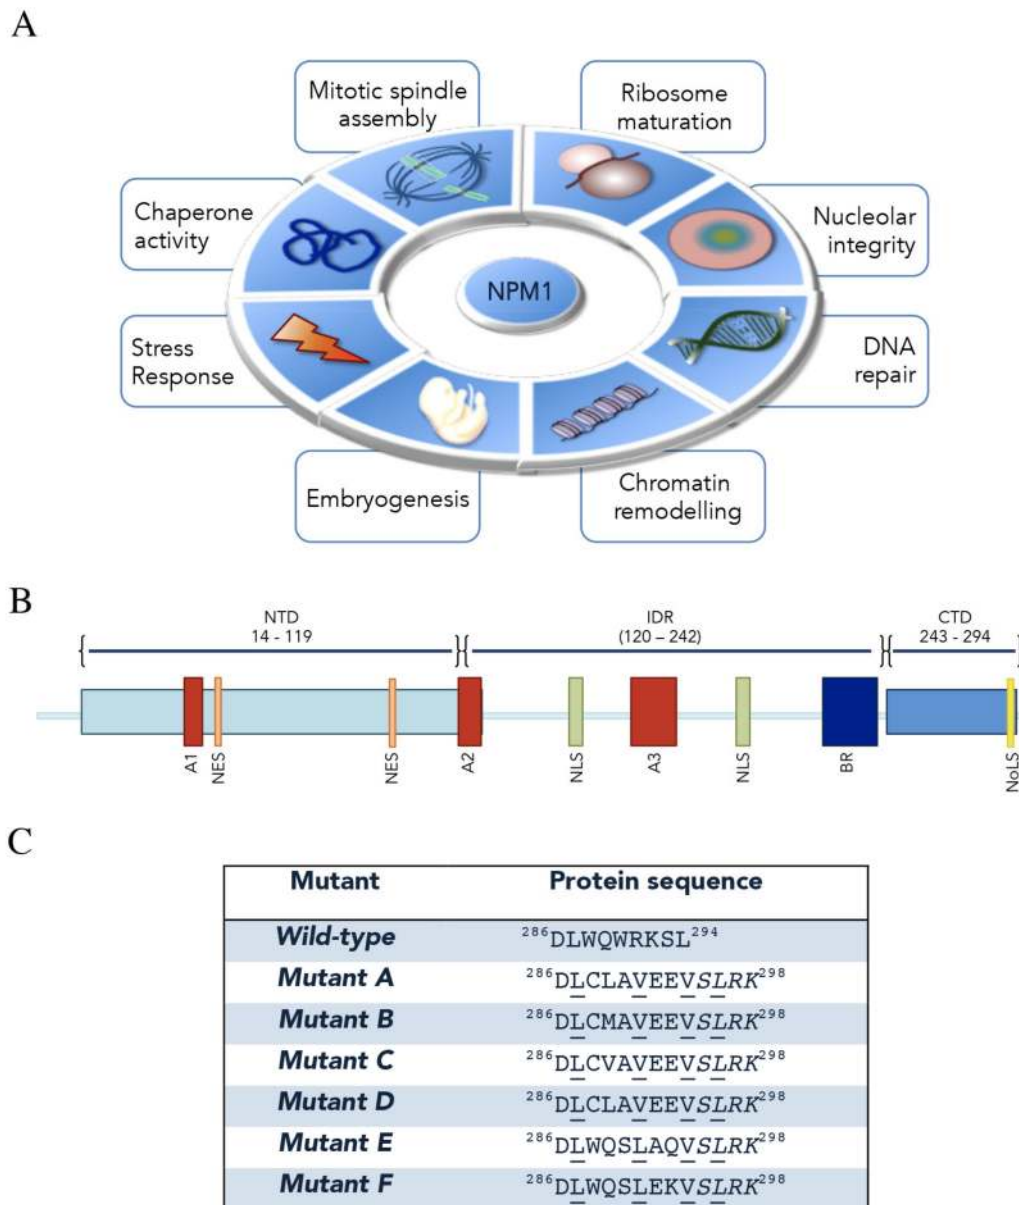 A
Mitotic spindle
assembly
Ribosome
maturation
Chaperone
activity
Nucleolar
integrity
NPM1
Stress
Response
DNA
repair
Embryogenesis
Chromatin
remodelling
B
NTD
14 - 119
IDR
(120 – 242)
CTD
243 - 294
A1
NES
NES
A2
NLS
A3
NLS
BR
NoLS
C
Mutant Protein sequence
Wild-type ²⁸⁶DLWQWRKSL²⁹⁴
Mutant A ²⁸⁶DLCLAVEEVSLRK²⁹⁸
Mutant B ²⁸⁶DLCMAVEEVSLRK²⁹⁸
Mutant C ²⁸⁶DLCVAVEEVSLRK²⁹⁸
Mutant D ²⁸⁶DLCLAVEEVSLRK²⁹⁸
Mutant E ²⁸⁶DLWQSLAQVSLRK²⁹⁸
Mutant F ²⁸⁶DLWQSLEKVSLRK²⁹⁸